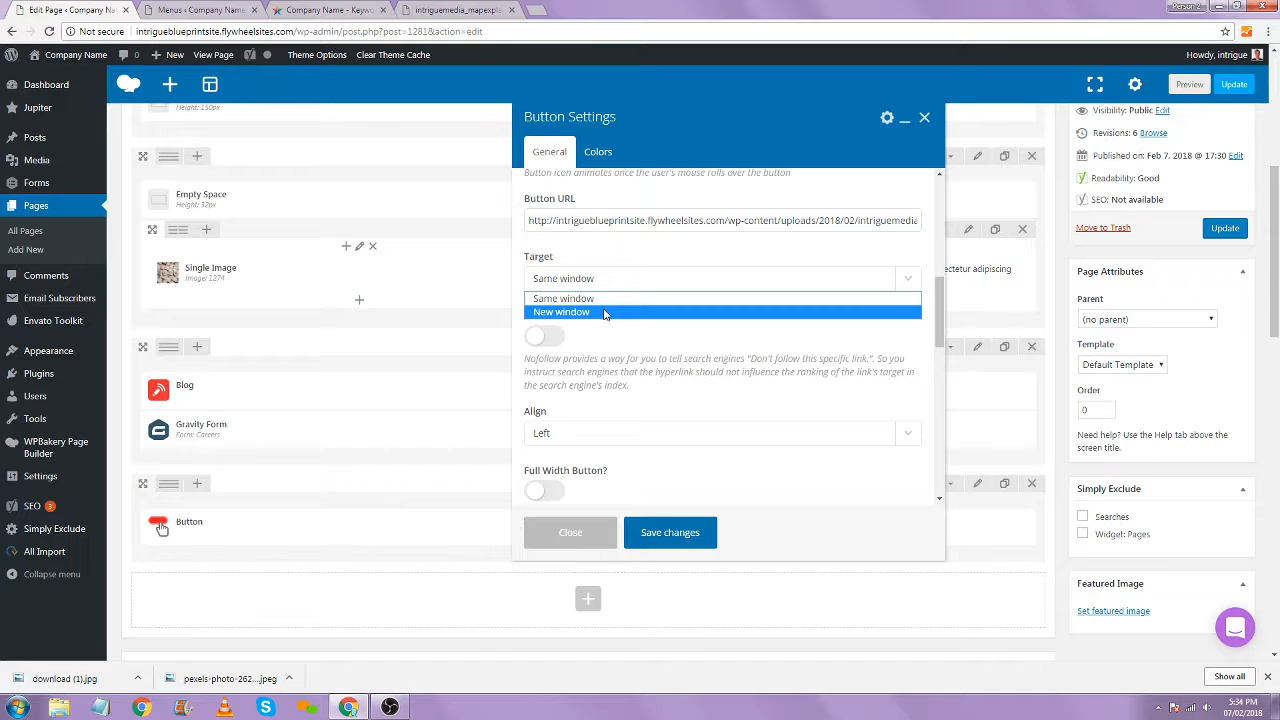 Edit Page ‹ Company Name
Menus ‹ Company Name
Company Name – Keywo
intriguemedia_mapexpl
Person 1
Not secure
intrigueblueprintsite.flywheelsites.com/wp-admin/post.php?post=1281&action=edit
Company Name
0
New
View Page
Theme Options
Clear Theme Cache
Howdy, intrigue
Dashboard
Jupiter
Posts
Media
Forms
Pages
All Pages
Add New
Comments
Email Subscribers
Envato Toolkit
Appearance
Plugins
Users
Tools
WPBakery Page
Builder
Settings
SEO 3
Simply Exclude
All Import
Collapse menu
Preview
Update
Height: 150px
Empty Space
Height: 32px
Single Image
Image: 1274
Blog
Gravity Form
Form: Careers
Button
ectetur adipiscing
Button Settings
General
Colors
Button icon animates once the user's mouse rolls over the button
Button URL
http://intrigueblueprintsite.flywheelsites.com/wp-content/uploads/2018/02/intriguemedia
Target
Same window
Same window
New window
Nofollow provides a way for you to tell search engines "Don't follow this specific link.". So you
instruct search engines that the hyperlink should not influence the ranking of the link's target in
the search engine's index.
Align
Left
Full Width Button?
Close
Save changes
Visibility: Public Edit
Revisions: 6 Browse
Published on: Feb 7, 2018 @ 17:30 Edit
Readability: Good
SEO: Not available
Move to Trash
Update
Page Attributes
Parent
(no parent)
Template
Default Template
Order
0
Need help? Use the Help tab above the
screen title.
Simply Exclude
Searches
Widget: Pages
Featured Image
Set featured image
download (1).jpg
pexels-photo-262....jpeg
Show all
5:34 PM
07/02/2018